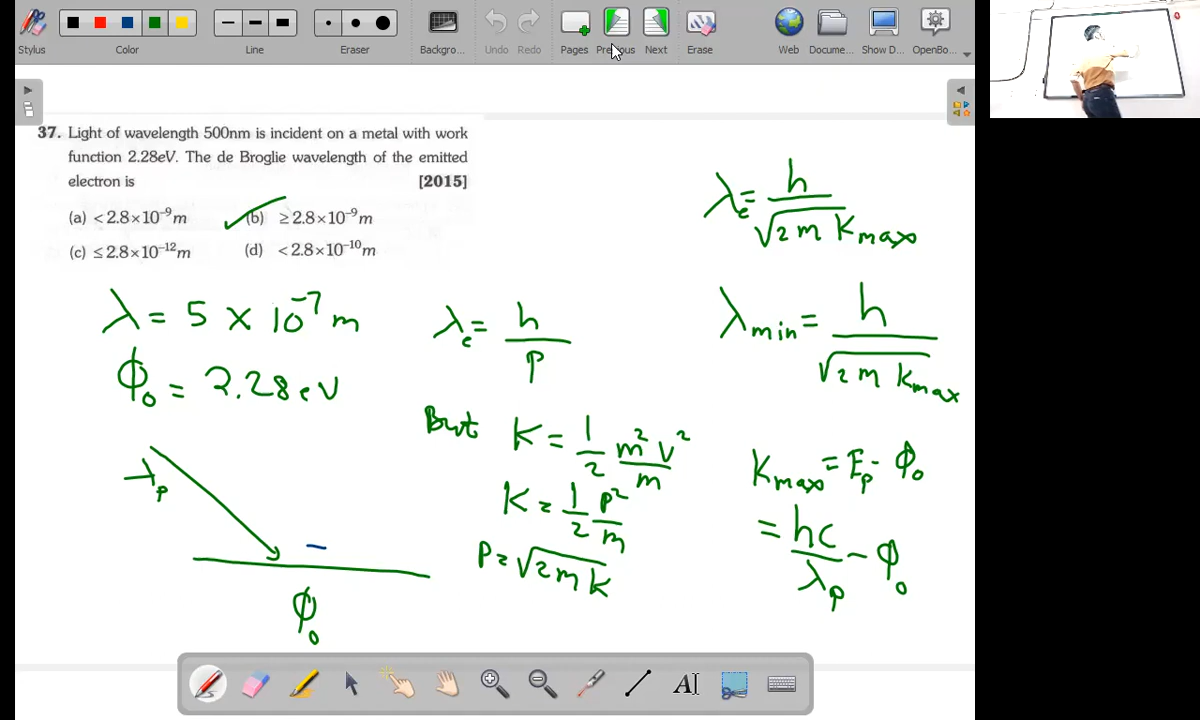 Stylus
Color
Line
Eraser
Backgro...
Undo
Redo
Pages
Previous
Next
Erase
Web
Docume...
Show D...
OpenBo...
37. Light of wavelength 500nm is incident on a metal with work
function 2.28eV. The de Broglie wavelength of the emitted
electron is [2015]
(a) < 2.8×10⁻⁹m (b) ≥ 2.8×10⁻⁹m
(c) ≤ 2.8×10⁻¹²m (d) < 2.8×10⁻¹⁰m
λ = 5 × 10⁻⁷ m
ϕ₀ = 2.28 eV
λₚ
ϕ₀
λₑ = h/p
But K = 1/2 m²v²/m
K = 1/2 p²/m
P = √2mK
λₑ = h/√2m Kmax
λmin = h/√2m Kmax
Kmax = Eₚ - ϕ₀
= hc/λₚ - ϕ₀
AI